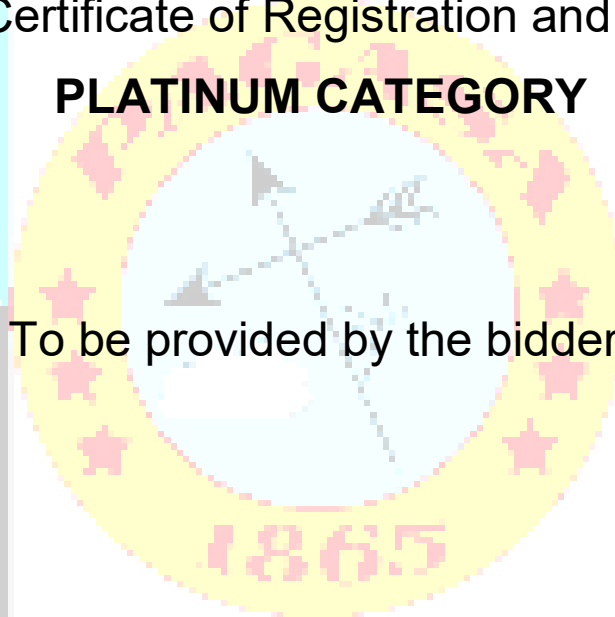 Certificate of Registration and
PLATINUM CATEGORY
To be provided by the bidder
1865